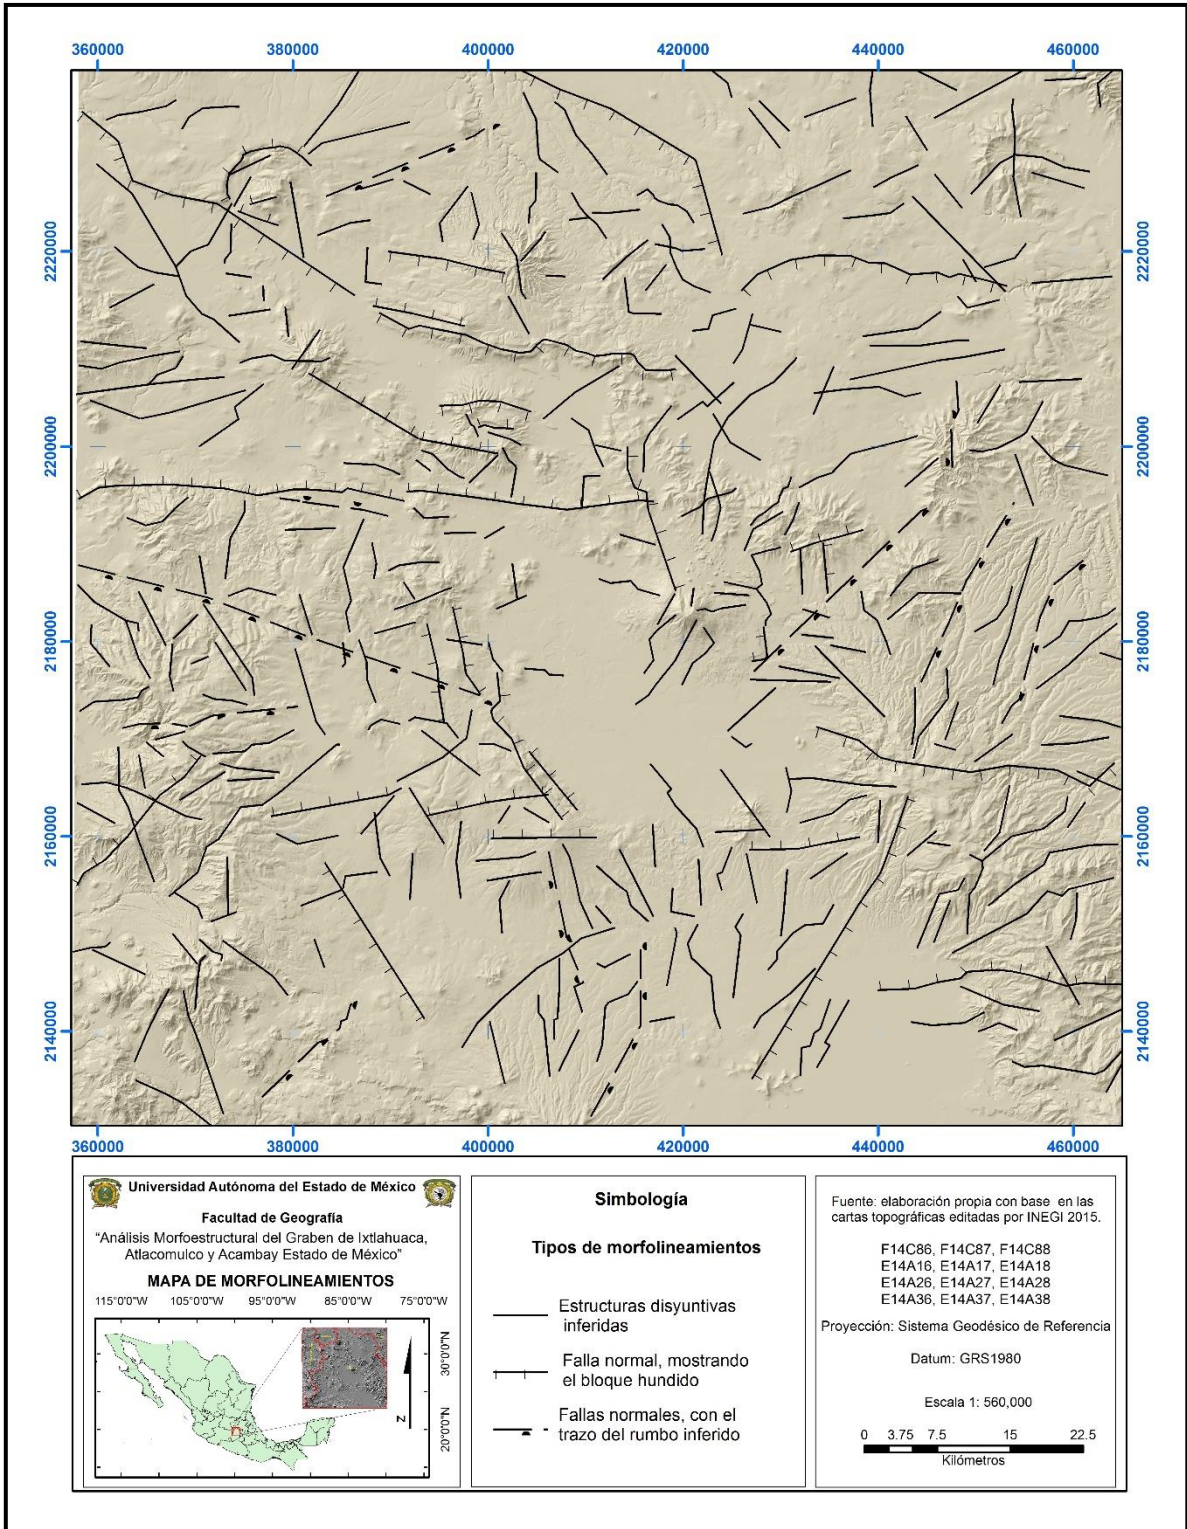 360000 380000 400000 420000 440000 460000
2220000 2220000
2200000 2200000
2180000 2180000
2160000 2160000
2140000 2140000
360000 380000 400000 420000 440000 460000
Universidad Autónoma del Estado de México
Facultad de Geografía
"Análisis Morfoestructural del Graben de Ixtlahuaca,
Atlacomulco y Acambay Estado de México"
MAPA DE MORFOLINEAMIENTOS
115°0'0"W 105°0'0"W 95°0'0"W 85°0'0"W 75°0'0"W
30°0'0"N
20°0'0"N
N
Simbología
Tipos de morfolineamientos
Estructuras disyuntivas
inferidas
Falla normal, mostrando
el bloque hundido
Fallas normales, con el
trazo del rumbo inferido
Fuente: elaboración propia con base en las
cartas topográficas editadas por INEGI 2015.
F14C86, F14C87, F14C88
E14A16, E14A17, E14A18
E14A26, E14A27, E14A28
E14A36, E14A37, E14A38
Proyección: Sistema Geodésico de Referencia
Datum: GRS1980
Escala 1: 560,000
0 3.75 7.5 15 22.5
Kilómetros